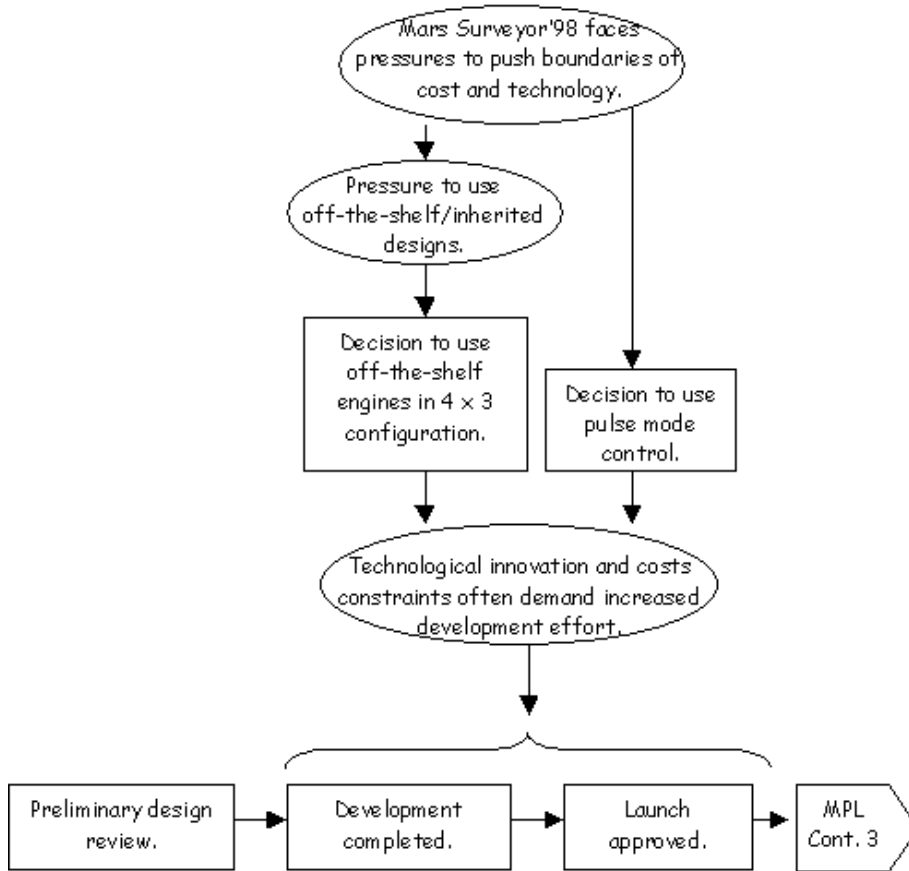 Mars Surveyor'98 faces
pressures to push boundaries of
cost and technology.
Pressure to use
off-the-shelf/inherited
designs.
Decision to use
off-the-shelf
engines in 4 x 3
configuration.
Decision to use
pulse mode
control.
Technological innovation and costs
constraints often demand increased
development effort.
Preliminary design
review.
Development
completed.
Launch
approved.
MPL
Cont. 3